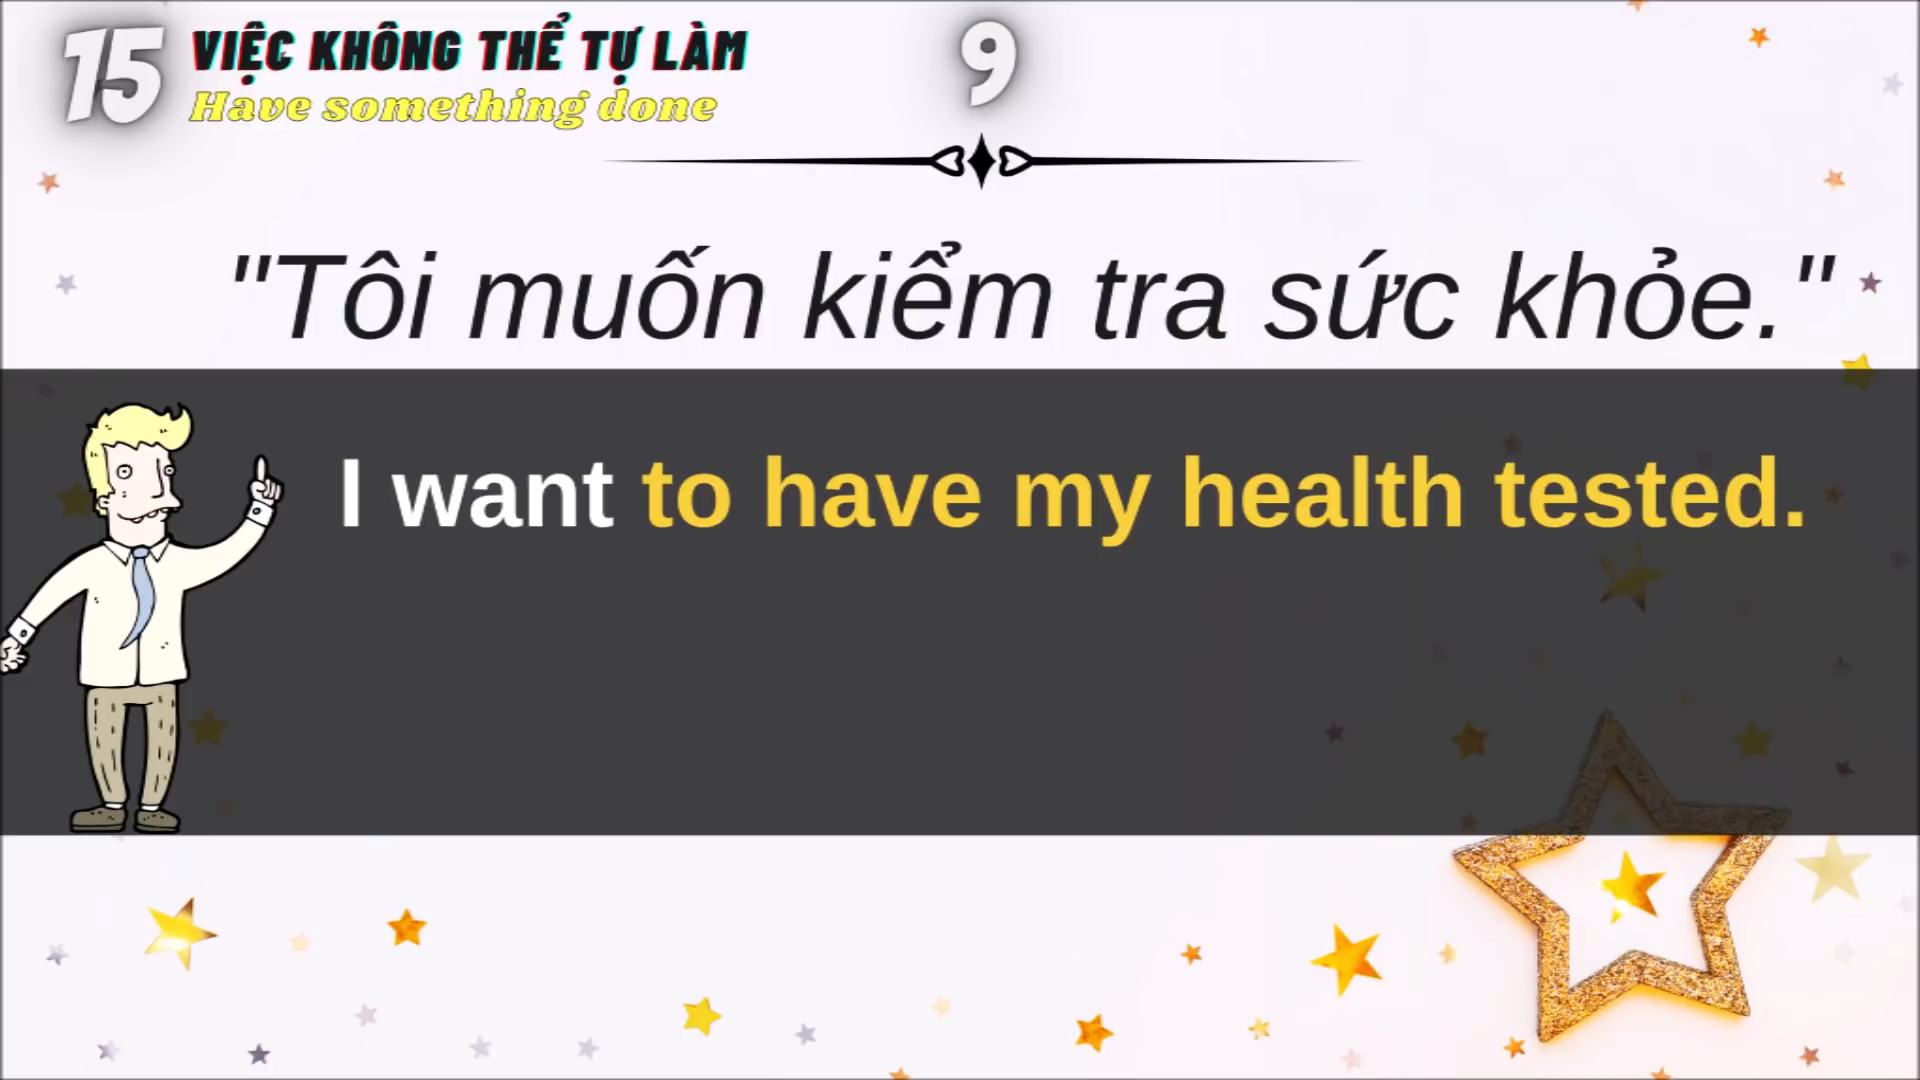 15 VIỆC KHÔNG THỂ TỰ LÀM
Have something done
9
"Tôi muốn kiểm tra sức khỏe."
I want to have my health tested.